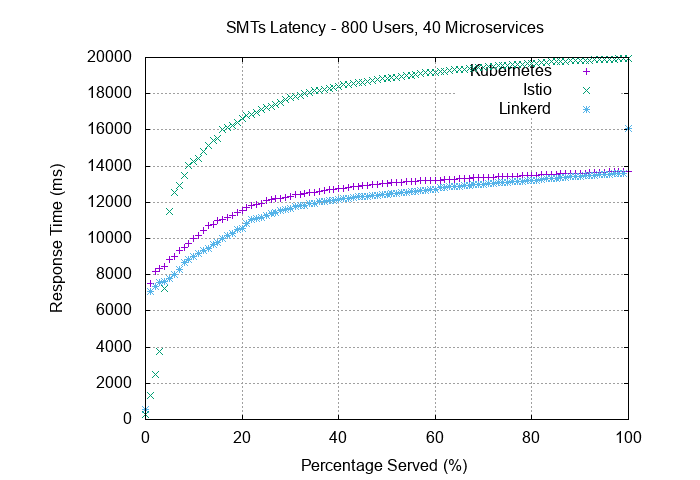 SMTs Latency - 800 Users, 40 Microservices
20000
18000
16000
14000
12000
10000
8000
6000
4000
2000
0
Response Time (ms)
Kubernetes
Istio
Linkerd
0 20 40 60 80 100
Percentage Served (%)